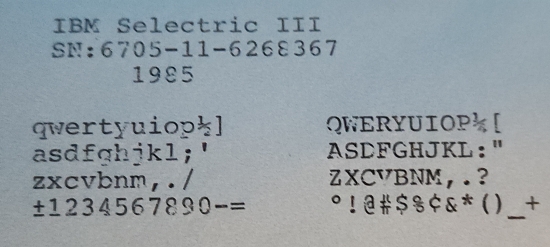 IBM Selectric III
SN:6705-11-6268367
1985
qwertyuiop½]
asdfghjkl;'
zxcvbnm,./
±1234567890-=
QWERYUIOP¼[
ASDFGHJKL:"
ZXCVBNM,.?
°!@#$%¢&*()_+